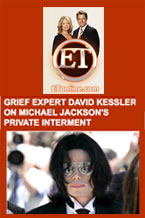 ET
ETonline.com
GRIEF EXPERT DAVID KESSLER
ON MICHAEL JACKSON'S
PRIVATE INTERMENT